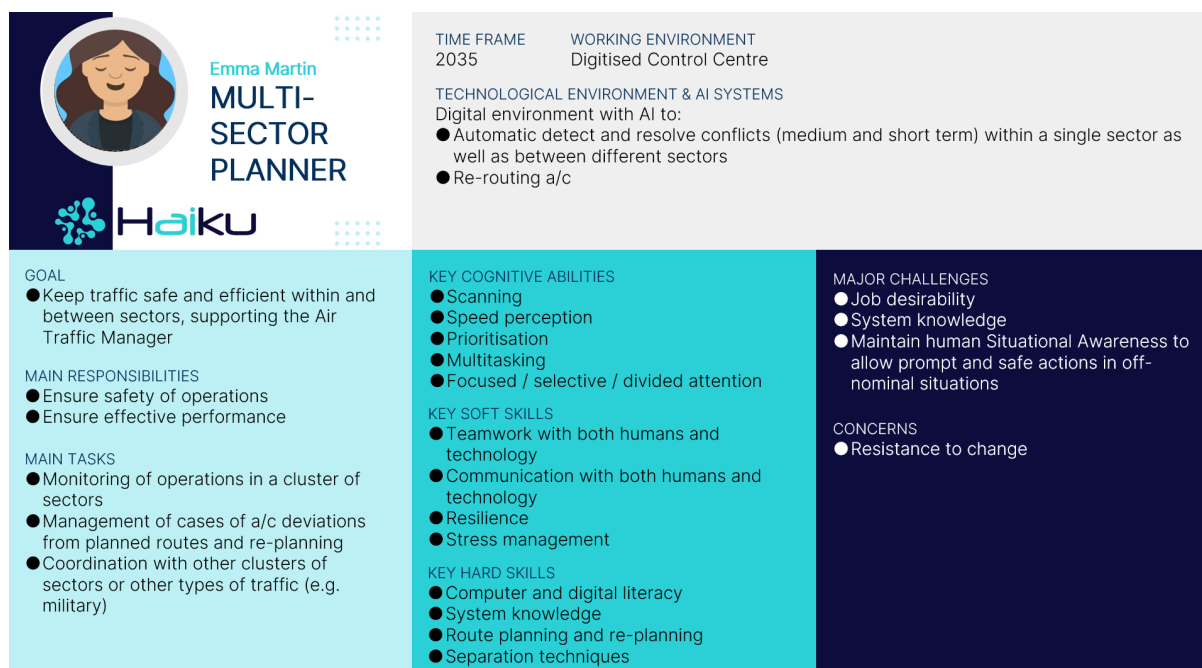 Emma Martin
MULTI-
SECTOR
PLANNER
Haiku
TIME FRAME
2035
WORKING ENVIRONMENT
Digitised Control Centre
TECHNOLOGICAL ENVIRONMENT & AI SYSTEMS
Digital environment with AI to:
● Automatic detect and resolve conflicts (medium and short term) within a single sector as
well as between different sectors
● Re-routing a/c
GOAL
● Keep traffic safe and efficient within and
between sectors, supporting the Air
Traffic Manager
MAIN RESPONSIBILITIES
● Ensure safety of operations
● Ensure effective performance
MAIN TASKS
● Monitoring of operations in a cluster of
sectors
● Management of cases of a/c deviations
from planned routes and re-planning
● Coordination with other clusters of
sectors or other types of traffic (e.g.
military)
KEY COGNITIVE ABILITIES
● Scanning
● Speed perception
● Prioritisation
● Multitasking
● Focused / selective / divided attention
KEY SOFT SKILLS
● Teamwork with both humans and
technology
● Communication with both humans and
technology
● Resilience
● Stress management
KEY HARD SKILLS
● Computer and digital literacy
● System knowledge
● Route planning and re-planning
● Separation techniques
MAJOR CHALLENGES
● Job desirability
● System knowledge
● Maintain human Situational Awareness to
allow prompt and safe actions in off-
nominal situations
CONCERNS
● Resistance to change